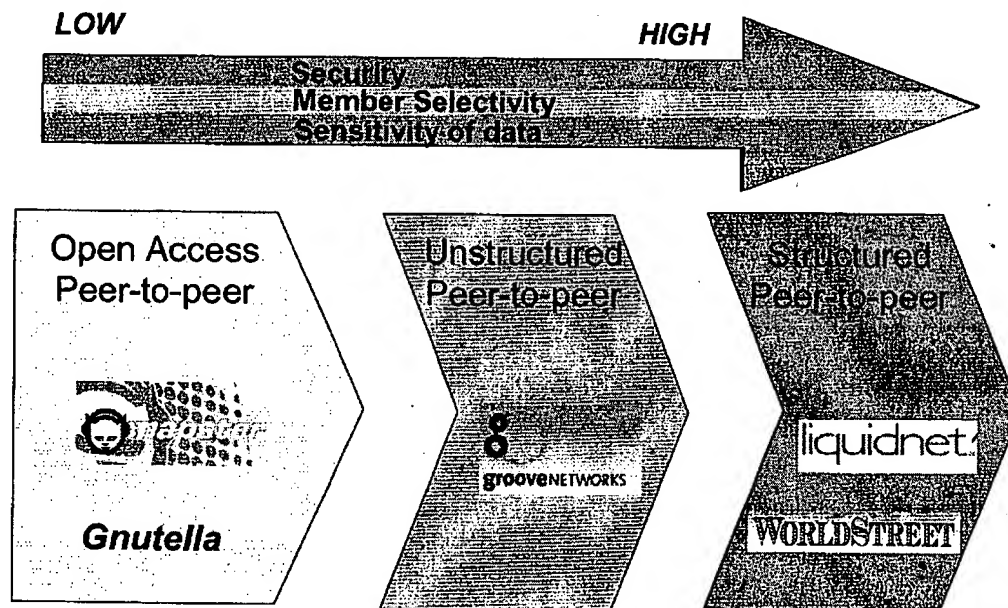 LOW
HIGH
Security
Member Selectivity
Sensitivity of data
Open Access
Peer-to-peer
Unstructured
Peer-to-peer
Structured
Peer-to-peer
napster
Gnutella
g
grooveNETWORKS
liquidnet
WORLDSTREET